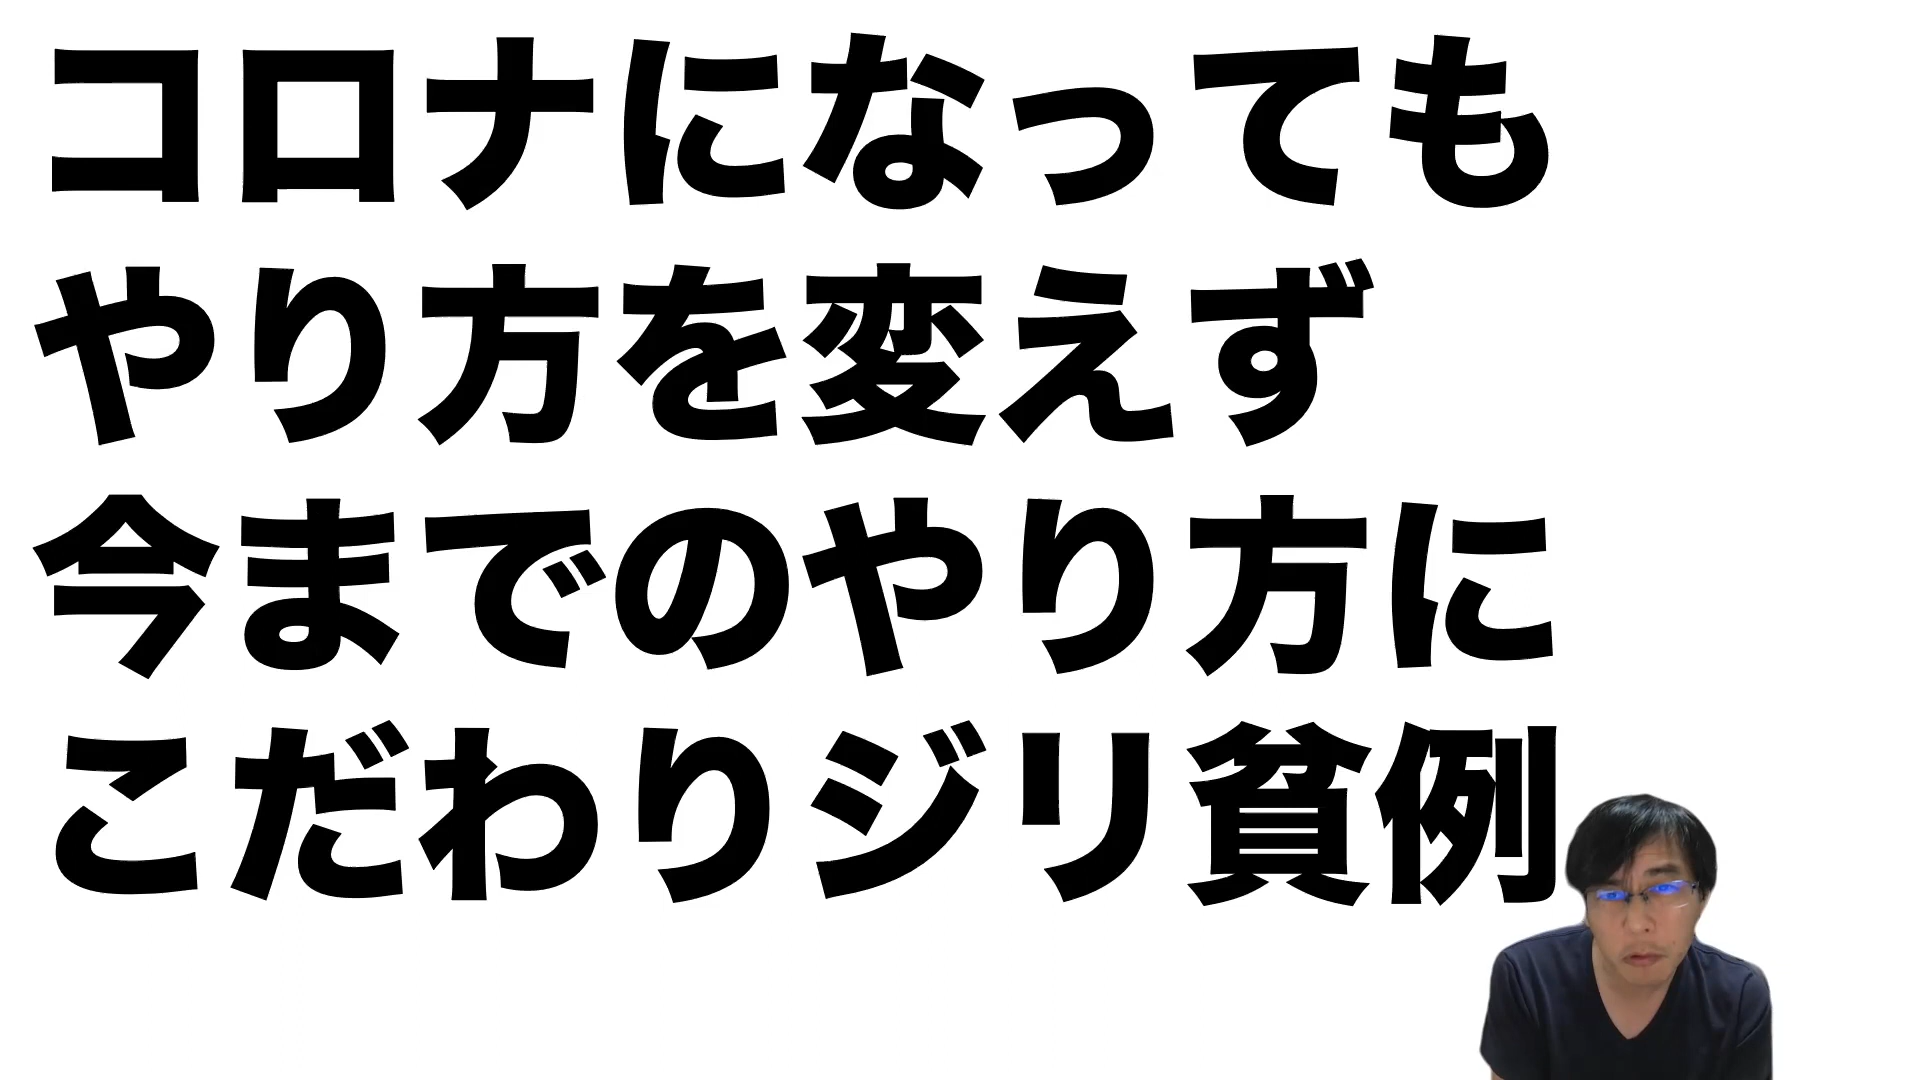 コロナになっても
やり方を変えず
今までのやり方に
こだわりジリ貧例